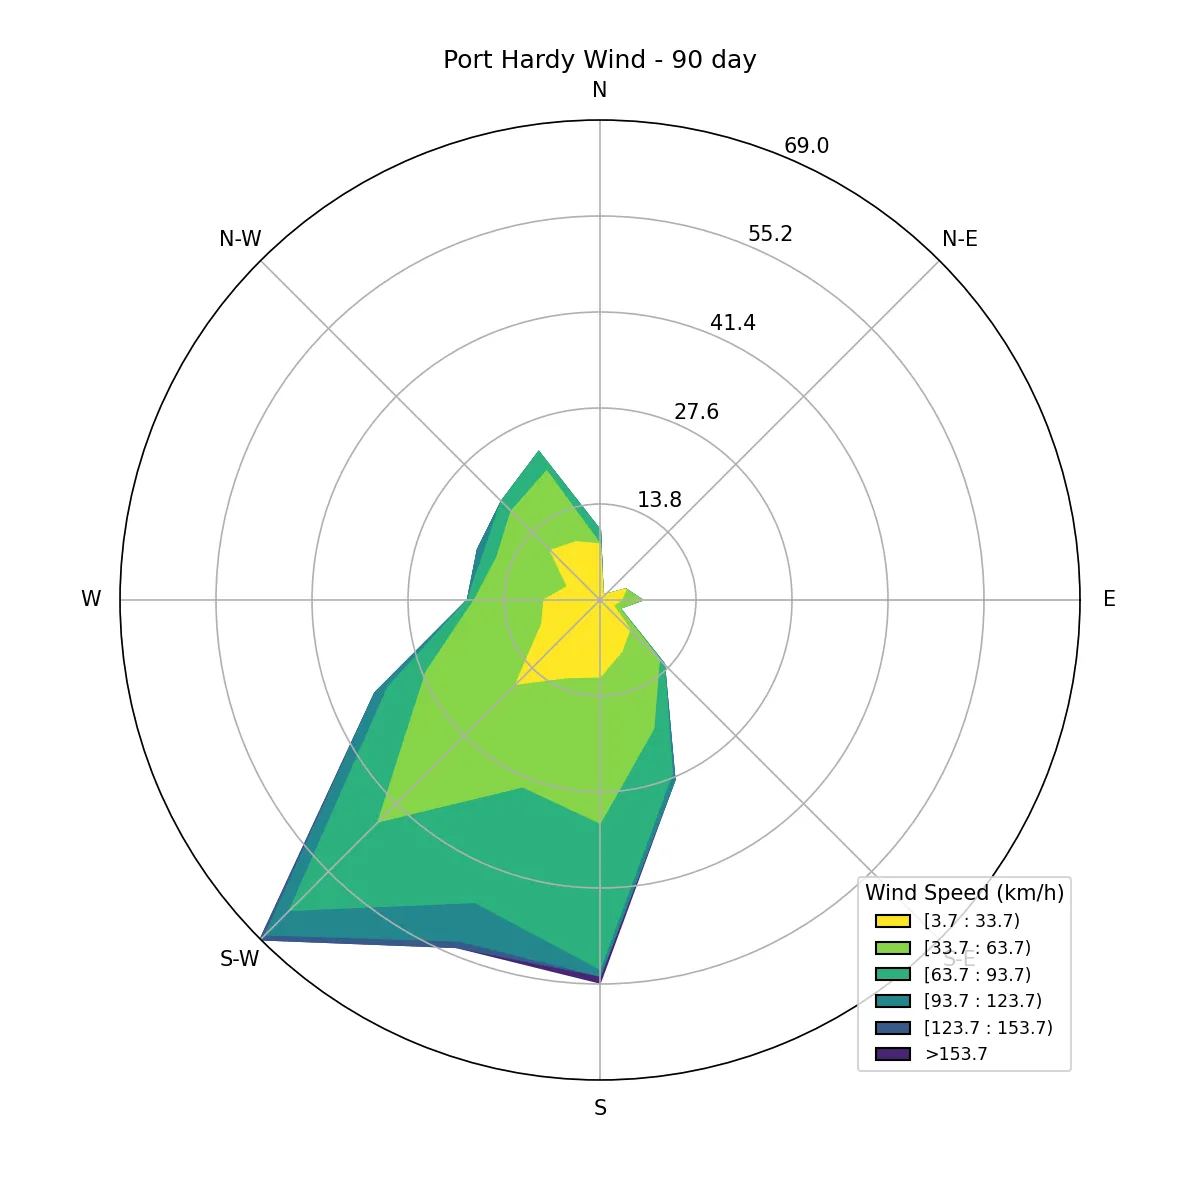 Port Hardy Wind - 90 day
N
69.0
55.2
N-W
N-E
41.4
27.6
13.8
W
E
S-W
S-E
Wind Speed (km/h)
[3.7 : 33.7)
[33.7 : 63.7)
[63.7 : 93.7)
[93.7 : 123.7)
[123.7 : 153.7)
>153.7
S